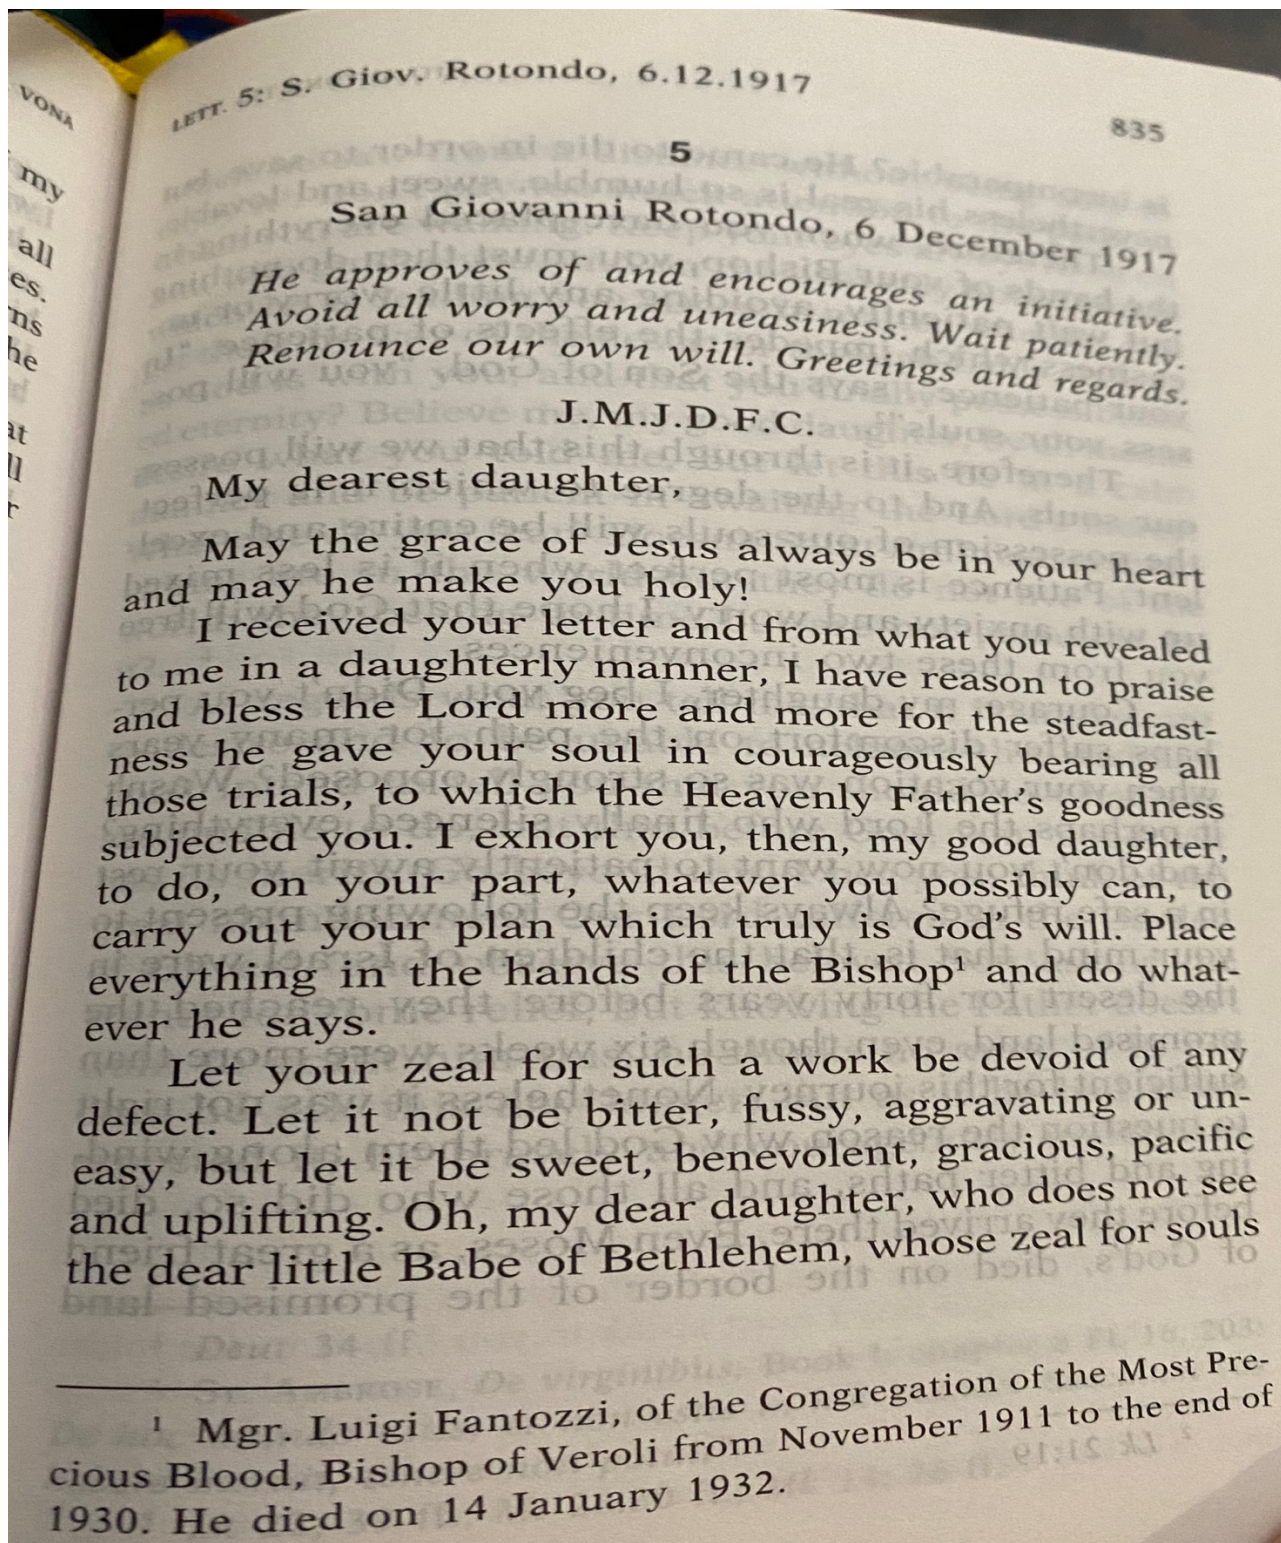 VONA
my
all
es.
ns
he
at
ll
r
LETT. 5: S. Giov. Rotondo, 6.12.1917
835
5
San Giovanni Rotondo, 6 December 1917
He approves of and encourages an initiative.
Avoid all worry and uneasiness. Wait patiently.
Renounce our own will. Greetings and regards.
J.M.J.D.F.C.
My dearest daughter,
May the grace of Jesus always be in your heart
and may he make you holy!
I received your letter and from what you revealed
to me in a daughterly manner, I have reason to praise
and bless the Lord more and more for the steadfast-
ness he gave your soul in courageously bearing all
those trials, to which the Heavenly Father's goodness
subjected you. I exhort you, then, my good daughter,
to do, on your part, whatever you possibly can, to
carry out your plan which truly is God's will. Place
everything in the hands of the Bishop¹ and do what-
ever he says.
Let your zeal for such a work be devoid of any
defect. Let it not be bitter, fussy, aggravating or un-
easy, but let it be sweet, benevolent, gracious, pacific
and uplifting. Oh, my dear daughter, who does not see
the dear little Babe of Bethlehem, whose zeal for souls
¹ Mgr. Luigi Fantozzi, of the Congregation of the Most Pre-
cious Blood, Bishop of Veroli from November 1911 to the end of
1930. He died on 14 January 1932.